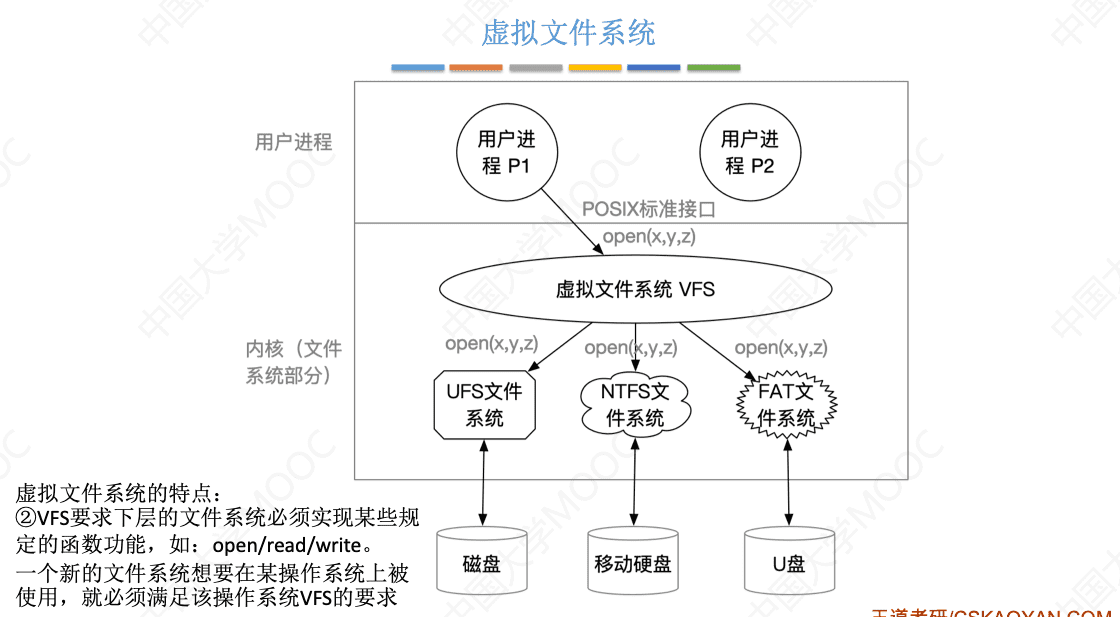 虚拟文件系统
用户进程
用户进
程 P1
用户进
程 P2
POSIX标准接口
open(x,y,z)
虚拟文件系统 VFS
内核（文件
系统部分）
open(x,y,z)
open(x,y,z)
open(x,y,z)
UFS文件
系统
NTFS文
件系统
FAT文
件系统
虚拟文件系统的特点：
②VFS要求下层的文件系统必须实现某些规
定的函数功能，如：open/read/write。
一个新的文件系统想要在某操作系统上被
使用，就必须满足该操作系统VFS的要求
磁盘
移动硬盘
U盘
王道考研/CSKAOYAN.COM
中国大学MOOC